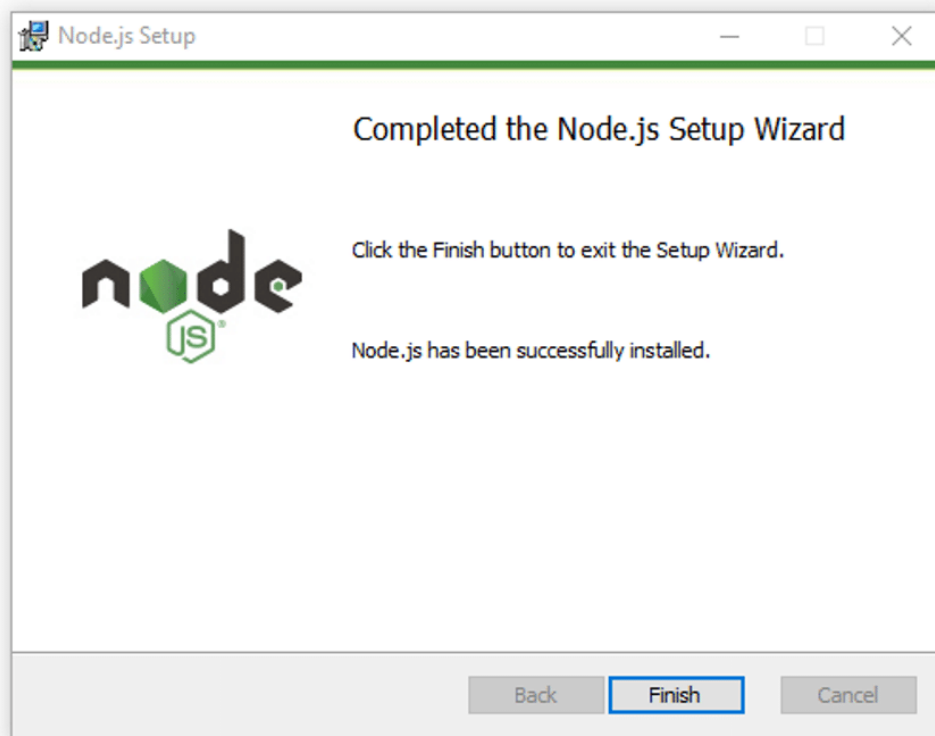 Node.js Setup
Completed the Node.js Setup Wizard
Click the Finish button to exit the Setup Wizard.
node
JS®
Node.js has been successfully installed.
Back Finish Cancel